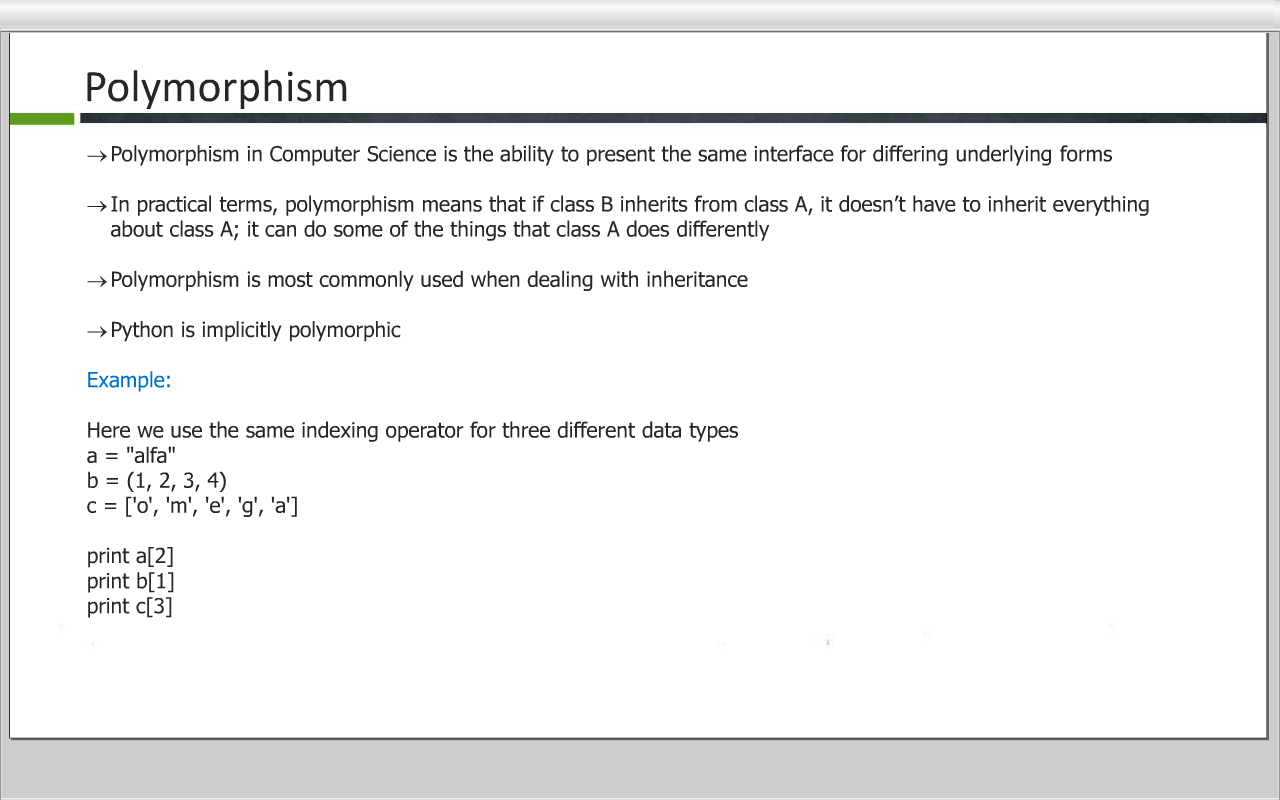 Polymorphism
→Polymorphism in Computer Science is the ability to present the same interface for differing underlying forms
→In practical terms, polymorphism means that if class B inherits from class A, it doesn’t have to inherit everything
about class A; it can do some of the things that class A does differently
→Polymorphism is most commonly used when dealing with inheritance
→Python is implicitly polymorphic
Example:
Here we use the same indexing operator for three different data types
a = "alfa"
b = (1, 2, 3, 4)
c = ['o', 'm', 'e', 'g', 'a']
print a[2]
print b[1]
print c[3]